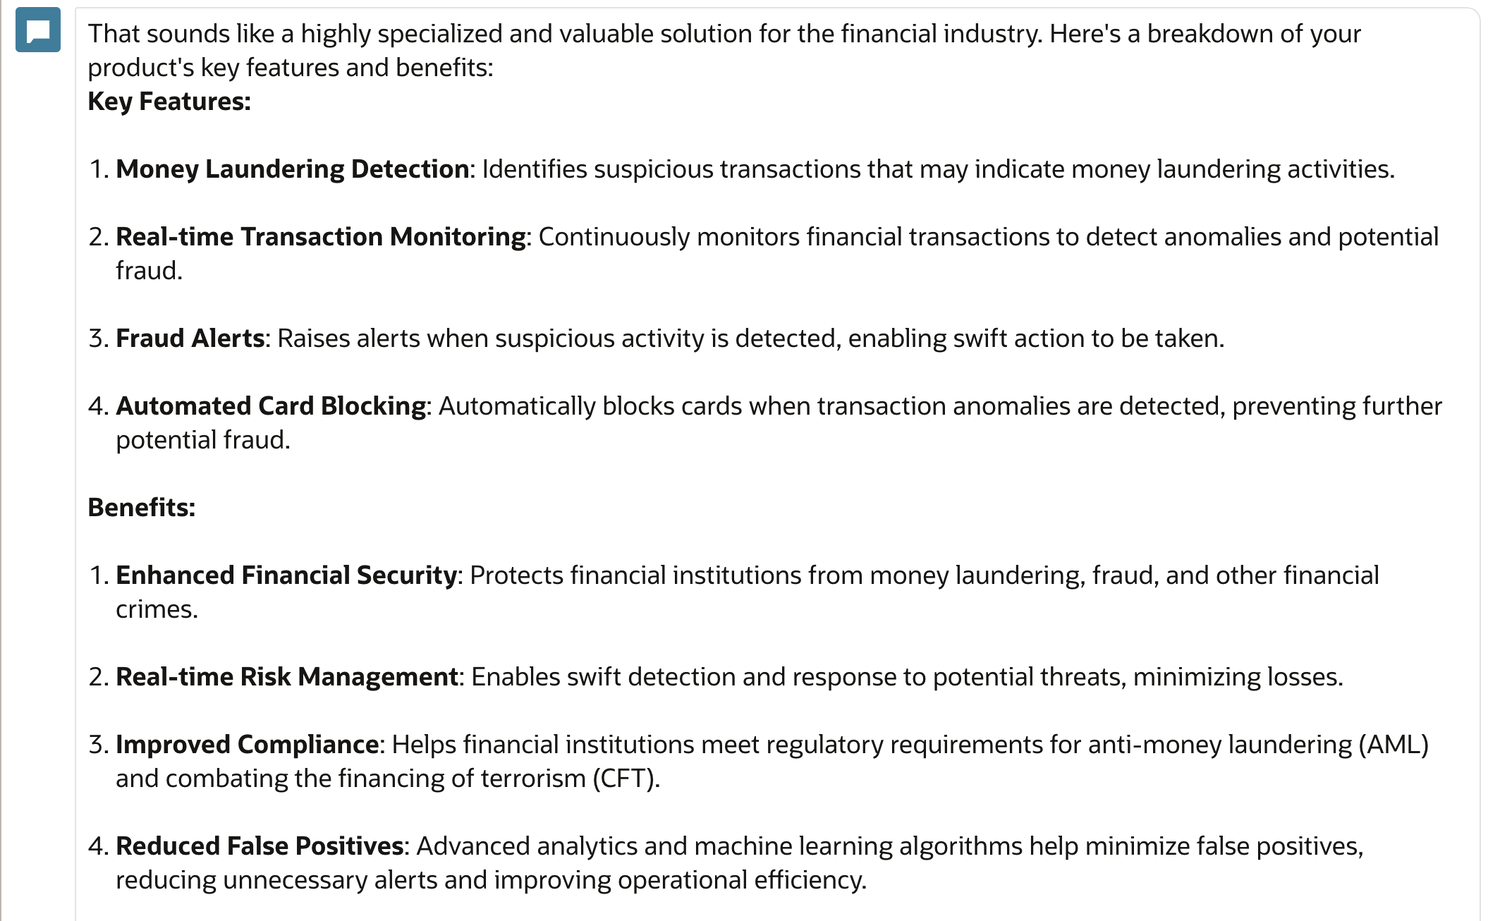 That sounds like a highly specialized and valuable solution for the financial industry. Here's a breakdown of your
product's key features and benefits:
Key Features:
1. Money Laundering Detection: Identifies suspicious transactions that may indicate money laundering activities.
2. Real-time Transaction Monitoring: Continuously monitors financial transactions to detect anomalies and potential
fraud.
3. Fraud Alerts: Raises alerts when suspicious activity is detected, enabling swift action to be taken.
4. Automated Card Blocking: Automatically blocks cards when transaction anomalies are detected, preventing further
potential fraud.
Benefits:
1. Enhanced Financial Security: Protects financial institutions from money laundering, fraud, and other financial
crimes.
2. Real-time Risk Management: Enables swift detection and response to potential threats, minimizing losses.
3. Improved Compliance: Helps financial institutions meet regulatory requirements for anti-money laundering (AML)
and combating the financing of terrorism (CFT).
4. Reduced False Positives: Advanced analytics and machine learning algorithms help minimize false positives,
reducing unnecessary alerts and improving operational efficiency.